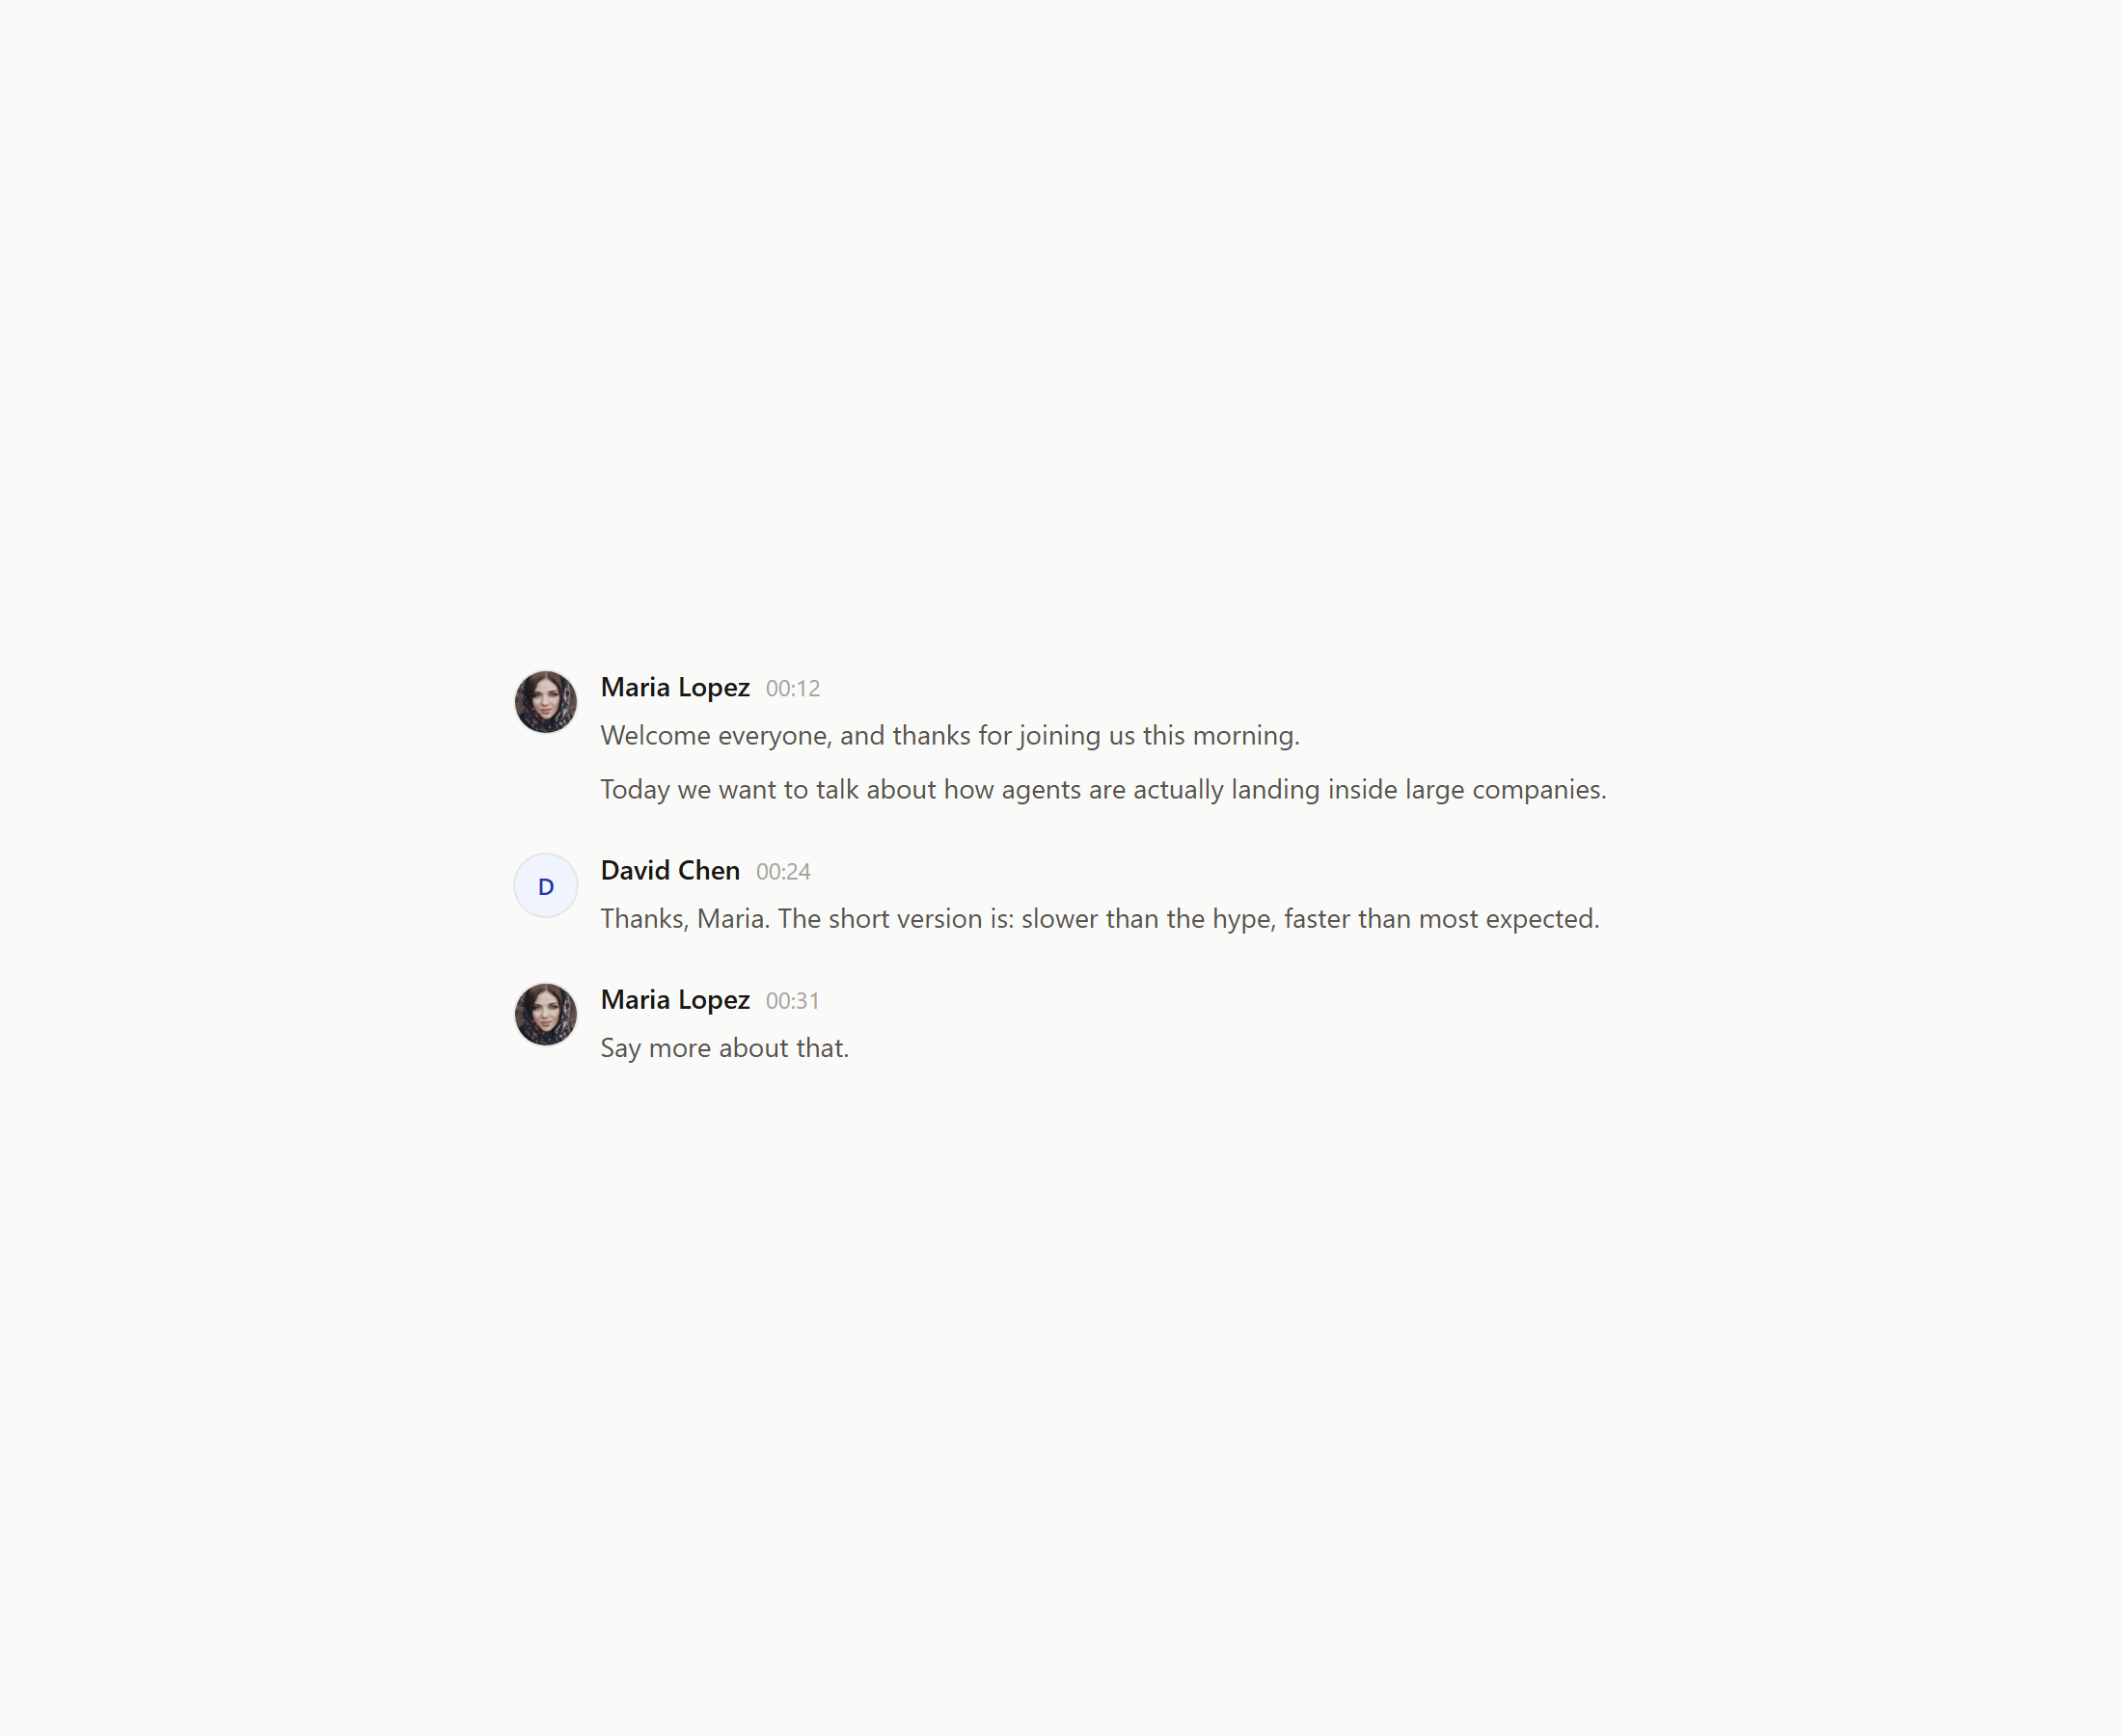 Maria Lopez 00:12
Welcome everyone, and thanks for joining us this morning.
Today we want to talk about how agents are actually landing inside large companies.
D
David Chen 00:24
Thanks, Maria. The short version is: slower than the hype, faster than most expected.
Maria Lopez 00:31
Say more about that.